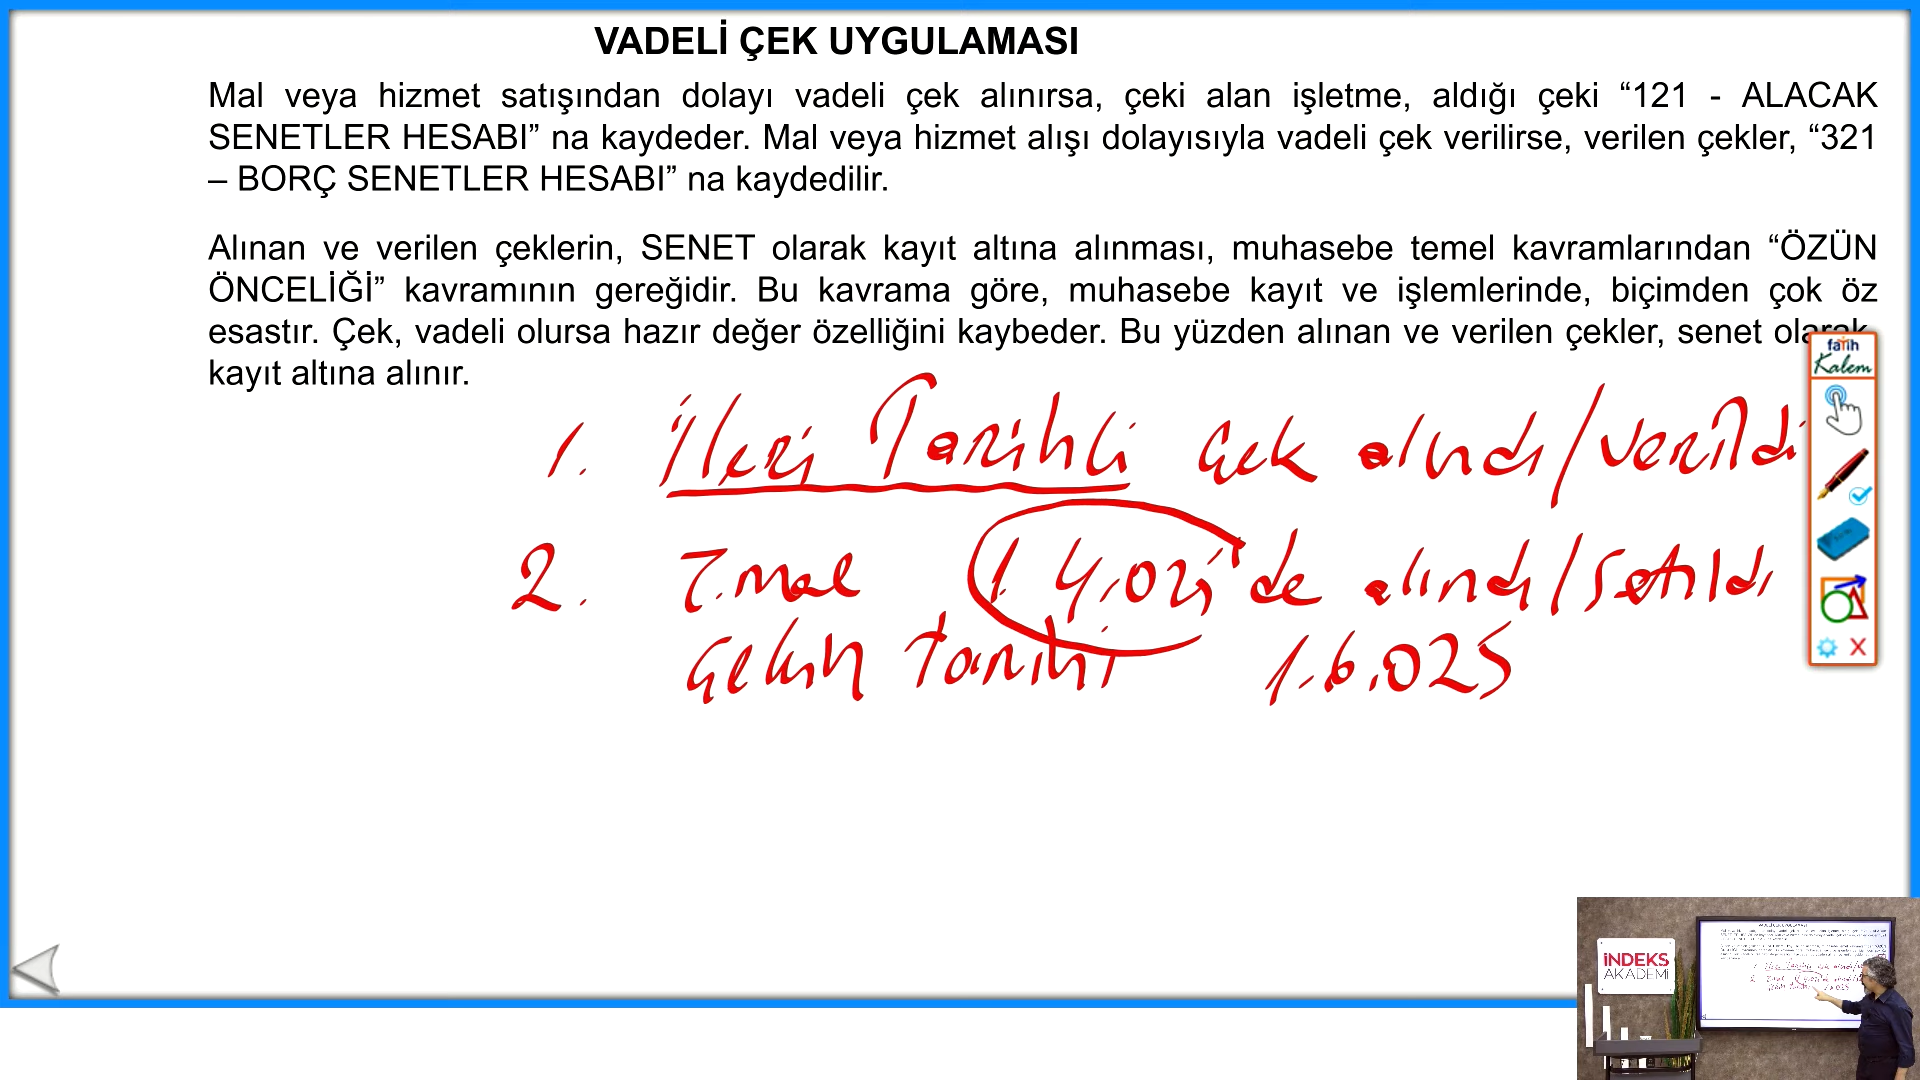 VADELİ ÇEK UYGULAMASI
Mal veya hizmet satışından dolayı vadeli çek alınırsa, çeki alan işletme, aldığı çeki “121 - ALACAK
SENETLER HESABI” na kaydeder. Mal veya hizmet alışı dolayısıyla vadeli çek verilirse, verilen çekler, “321
– BORÇ SENETLER HESABI” na kaydedilir.
Alınan ve verilen çeklerin, SENET olarak kayıt altına alınması, muhasebe temel kavramlarından “ÖZÜN
ÖNCELİĞİ” kavramının gereğidir. Bu kavrama göre, muhasebe kayıt ve işlemlerinde, biçimden çok öz
esastır. Çek, vadeli olursa hazır değer özelliğini kaybeder. Bu yüzden alınan ve verilen çekler, senet olarak
kayıt altına alınır.
fatih
Kalem
1. İleri Tarihli Çek alındı/verildi
2. T.mal 1.4.025'de alındı/satıldı
Çekin tarihi 1.6.025
İNDEKS
AKADEMİ